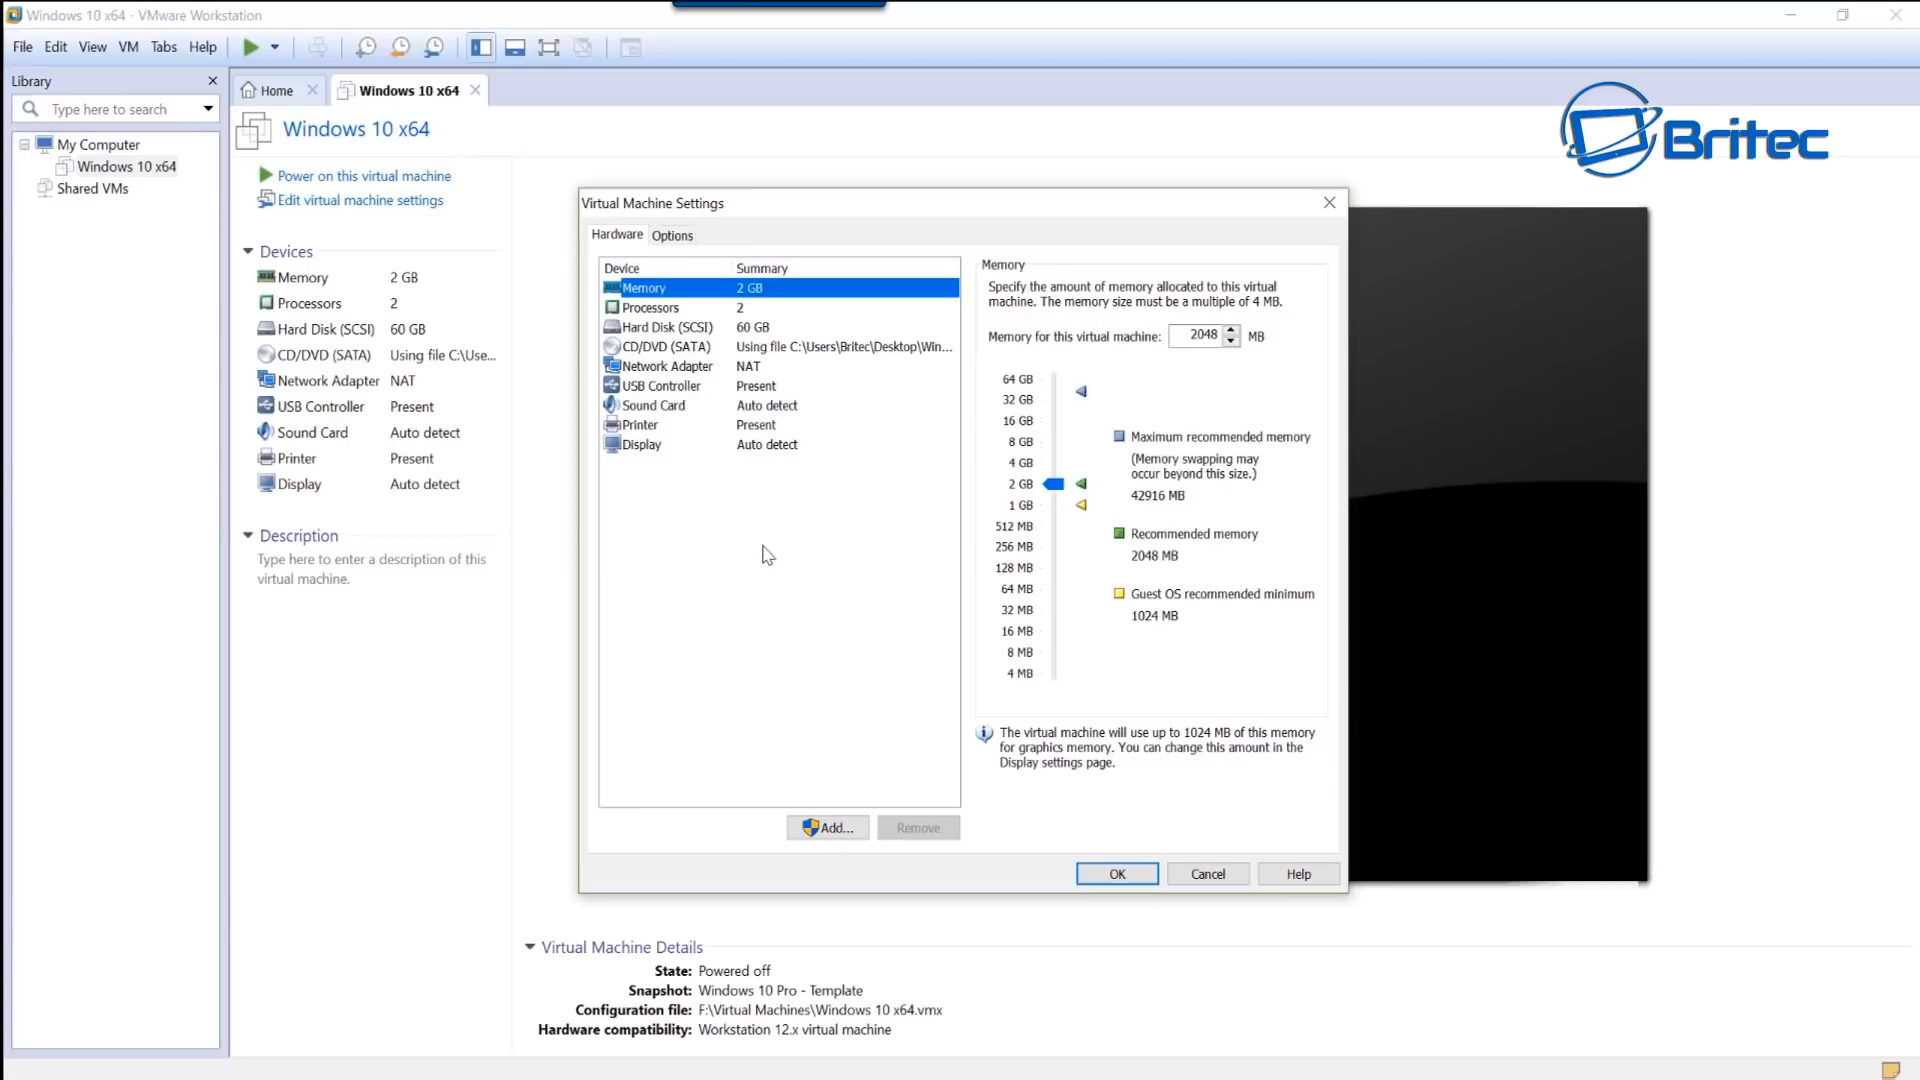 Windows 10 x64 - VMware Workstation
File Edit View VM Tabs Help
Library
Type here to search
My Computer
Windows 10 x64
Shared VMs
Home
Windows 10 x64
Windows 10 x64
Britec
Power on this virtual machine
Edit virtual machine settings
Devices
Memory 2 GB
Processors 2
Hard Disk (SCSI) 60 GB
CD/DVD (SATA) Using file C:\Use...
Network Adapter NAT
USB Controller Present
Sound Card Auto detect
Printer Present
Display Auto detect
Description
Type here to enter a description of this
virtual machine.
Virtual Machine Settings
Hardware Options
Device Summary
Memory 2 GB
Processors 2
Hard Disk (SCSI) 60 GB
CD/DVD (SATA) Using file C:\Users\Britec\Desktop\Win...
Network Adapter NAT
USB Controller Present
Sound Card Auto detect
Printer Present
Display Auto detect
Add... Remove
Memory
Specify the amount of memory allocated to this virtual
machine. The memory size must be a multiple of 4 MB.
Memory for this virtual machine: 2048 MB
64 GB
32 GB
16 GB
8 GB
4 GB
2 GB
1 GB
512 MB
256 MB
128 MB
64 MB
32 MB
16 MB
8 MB
4 MB
Maximum recommended memory
(Memory swapping may
occur beyond this size.)
42916 MB
Recommended memory
2048 MB
Guest OS recommended minimum
1024 MB
The virtual machine will use up to 1024 MB of this memory
for graphics memory. You can change this amount in the
Display settings page.
OK Cancel Help
Virtual Machine Details
State: Powered off
Snapshot: Windows 10 Pro - Template
Configuration file: F:\Virtual Machines\Windows 10 x64.vmx
Hardware compatibility: Workstation 12.x virtual machine